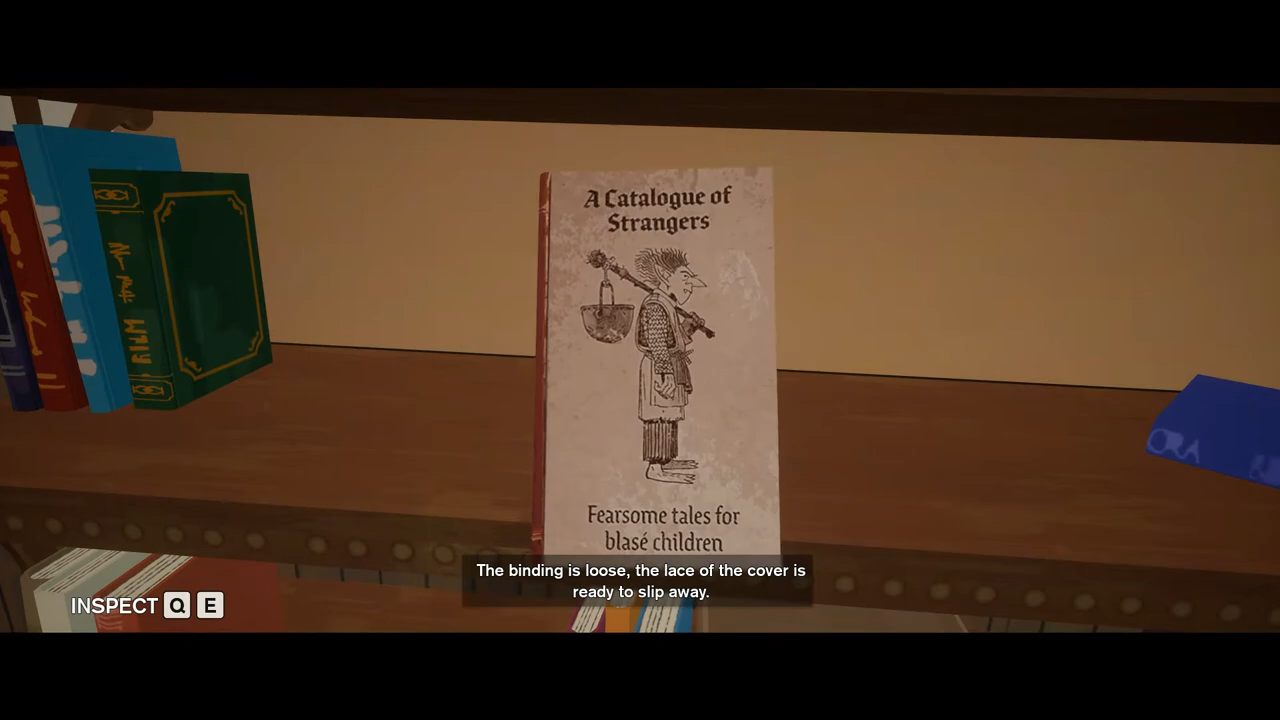 A Catalogue of
Strangers
Fearsome tales for
blasé children
The binding is loose, the lace of the cover is
ready to slip away.
INSPECT Q E